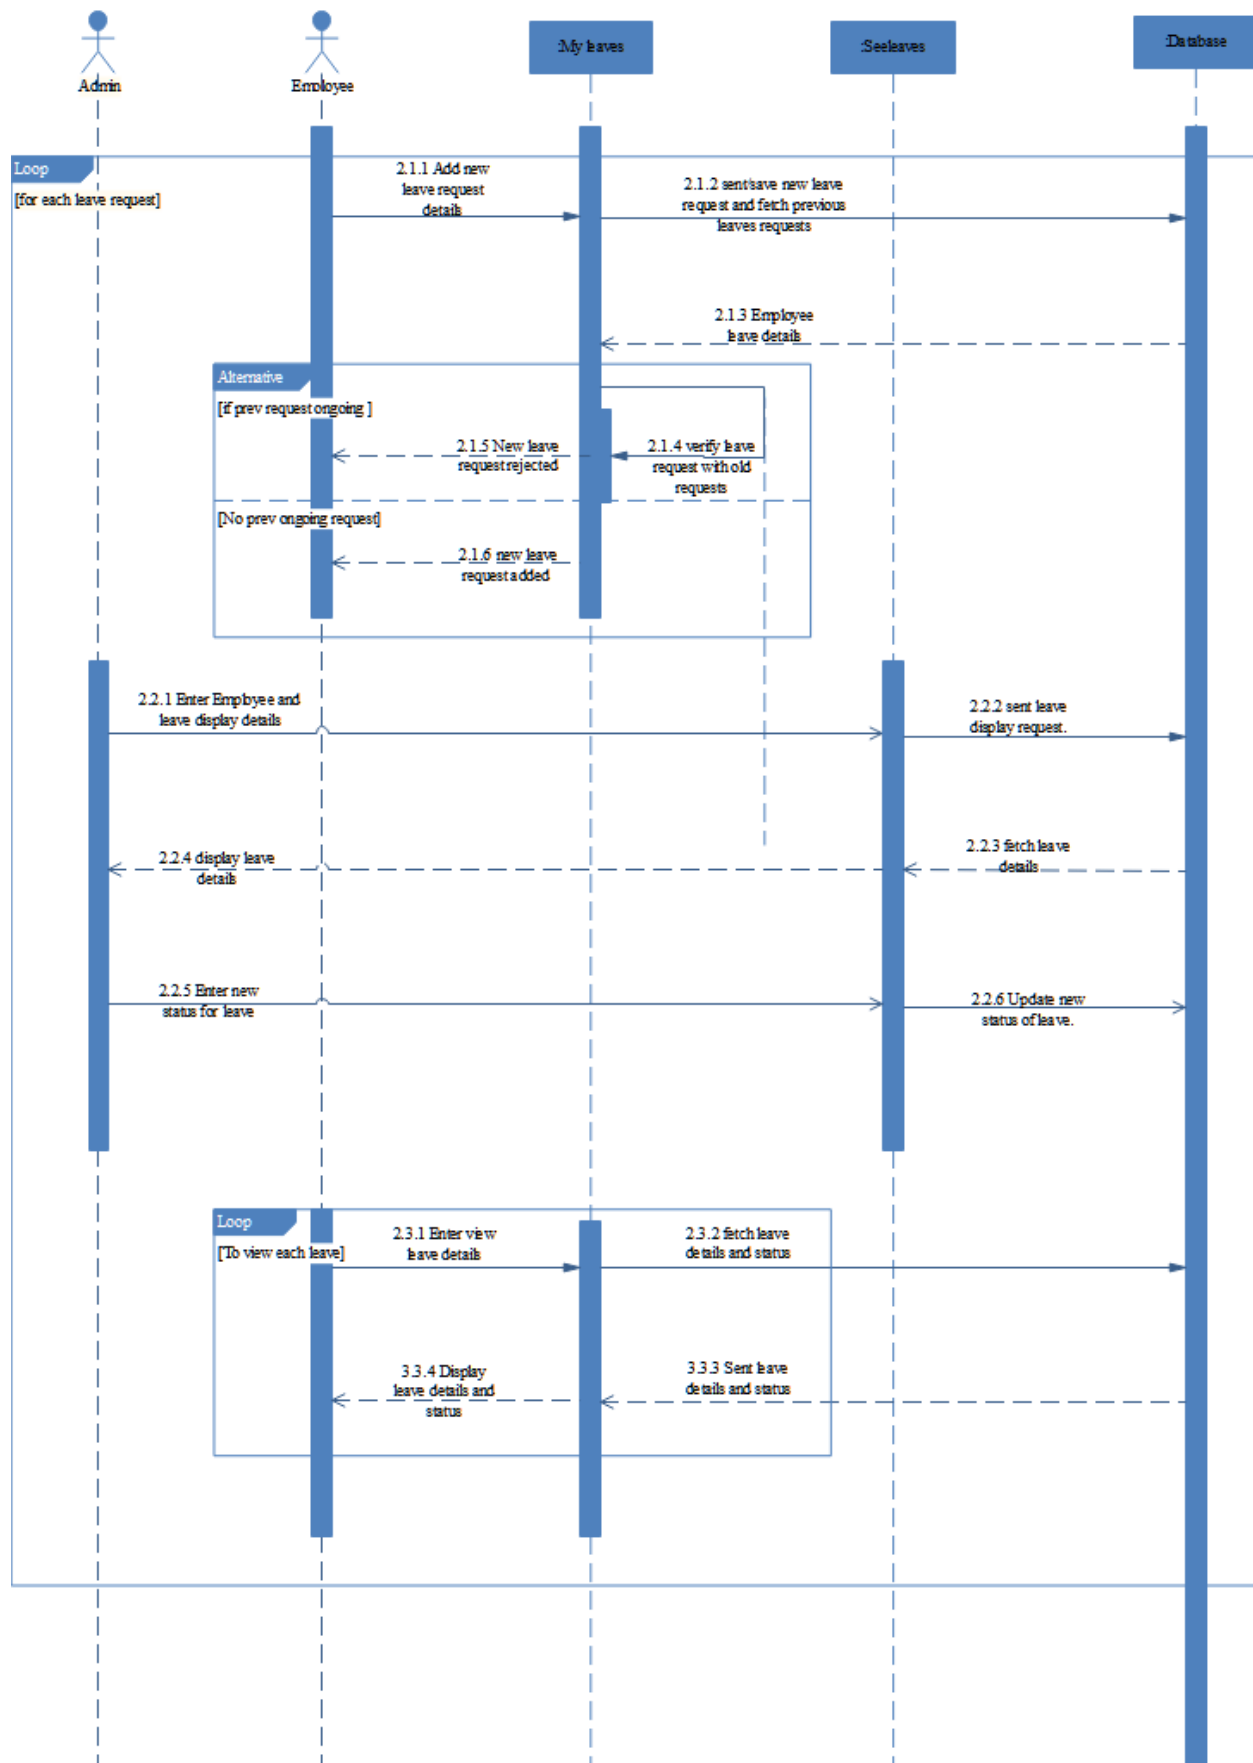 Admin
Employee
:My leaves
:Seeleaves
:Database
Loop
[for each leave request]
2.1.1 Add new
leave request
details
2.1.2 sent/save new leave
request and fetch previous
leaves requests
2.1.3 Employee
leave details
Alternative
[if prev request ongoing ]
2.1.5 New leave
request rejected
2.1.4 verify leave
request with old
requests
[No prev ongoing request]
2.1.6 new leave
request added
2.2.1 Enter Employee and
leave display details
2.2.2 sent leave
display request.
2.2.4 display leave
details
2.2.3 fetch leave
details
2.2.5 Enter new
status for leave
2.2.6 Update new
status of leave.
Loop
[To view each leave]
2.3.1 Enter view
leave details
2.3.2 fetch leave
details and status
3.3.4 Display
leave details and
status
3.3.3 Sent leave
details and status